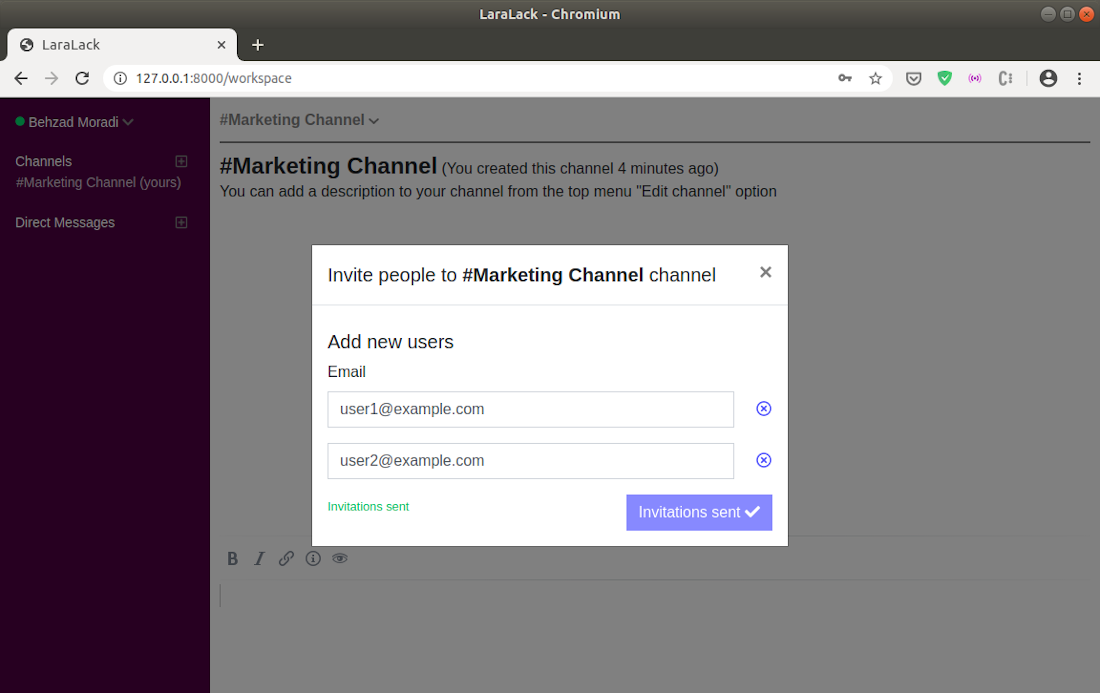 LaraLack - Chromium
LaraLack
127.0.0.1:8000/workspace
Behzad Moradi
Channels
#Marketing Channel (yours)
Direct Messages
#Marketing Channel
#Marketing Channel (You created this channel 4 minutes ago)
You can add a description to your channel from the top menu "Edit channel" option
Invite people to #Marketing Channel channel
Add new users
Email
user1@example.com
user2@example.com
Invitations sent
Invitations sent
B I